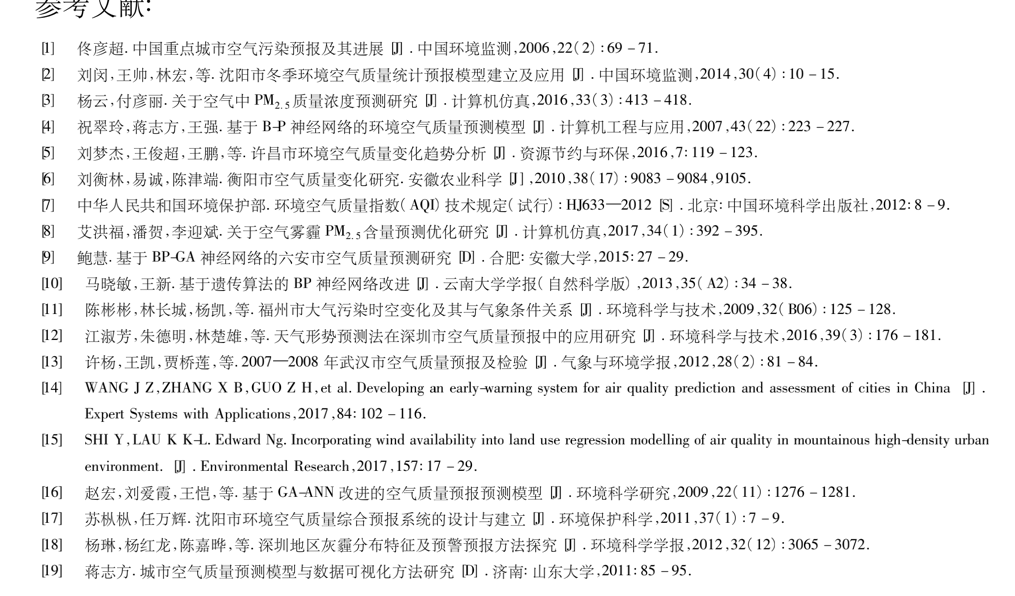 参考文献:
[1] 佟彦超. 中国重点城市空气污染预报及其进展 [J]. 中国环境监测,2006,22(2):69-71.
[2] 刘闵,王帅,林宏,等. 沈阳市冬季环境空气质量统计预报模型建立及应用 [J]. 中国环境监测,2014,30(4):10-15.
[3] 杨云,付彦丽. 关于空气中 PM2.5 质量浓度预测研究 [J]. 计算机仿真,2016,33(3):413-418.
[4] 祝翠玲,蒋志方,王强. 基于 B-P 神经网络的环境空气质量预测模型 [J]. 计算机工程与应用,2007,43(22):223-227.
[5] 刘梦杰,王俊超,王鹏,等. 许昌市环境空气质量变化趋势分析 [J]. 资源节约与环保,2016,7:119-123.
[6] 刘衡林,易诚,陈津端. 衡阳市空气质量变化研究. 安徽农业科学 [J],2010,38(17):9083-9084,9105.
[7] 中华人民共和国环境保护部. 环境空气质量指数(AQI)技术规定(试行):HJ633—2012 [S]. 北京:中国环境科学出版社,2012:8-9.
[8] 艾洪福,潘贺,李迎斌. 关于空气雾霾 PM2.5 含量预测优化研究 [J]. 计算机仿真,2017,34(1):392-395.
[9] 鲍慧. 基于 BP-GA 神经网络的六安市空气质量预测研究 [D]. 合肥:安徽大学,2015:27-29.
[10] 马晓敏,王新. 基于遗传算法的 BP 神经网络改进 [J]. 云南大学学报(自然科学版),2013,35(A2):34-38.
[11] 陈彬彬,林长城,杨凯,等. 福州市大气污染时空变化及其与气象条件关系 [J]. 环境科学与技术,2009,32(B06):125-128.
[12] 江淑芳,朱德明,林楚雄,等. 天气形势预测法在深圳市空气质量预报中的应用研究 [J]. 环境科学与技术,2016,39(3):176-181.
[13] 许杨,王凯,贾桥莲,等. 2007—2008 年武汉市空气质量预报及检验 [J]. 气象与环境学报,2012,28(2):81-84.
[14] WANG J Z,ZHANG X B,GUO Z H,et al. Developing an early-warning system for air quality prediction and assessment of cities in China [J].
Expert Systems with Applications,2017,84:102-116.
[15] SHI Y,LAU K K-L. Edward Ng. Incorporating wind availability into land use regression modelling of air quality in mountainous high-density urban
environment. [J]. Environmental Research,2017,157:17-29.
[16] 赵宏,刘爱霞,王恺,等. 基于 GA-ANN 改进的空气质量预报预测模型 [J]. 环境科学研究,2009,22(11):1276-1281.
[17] 苏枞枞,任万辉. 沈阳市环境空气质量综合预报系统的设计与建立 [J]. 环境保护科学,2011,37(1):7-9.
[18] 杨琳,杨红龙,陈嘉晔,等. 深圳地区灰霾分布特征及预警预报方法探究 [J]. 环境科学学报,2012,32(12):3065-3072.
[19] 蒋志方. 城市空气质量预测模型与数据可视化方法研究 [D]. 济南:山东大学,2011:85-95.